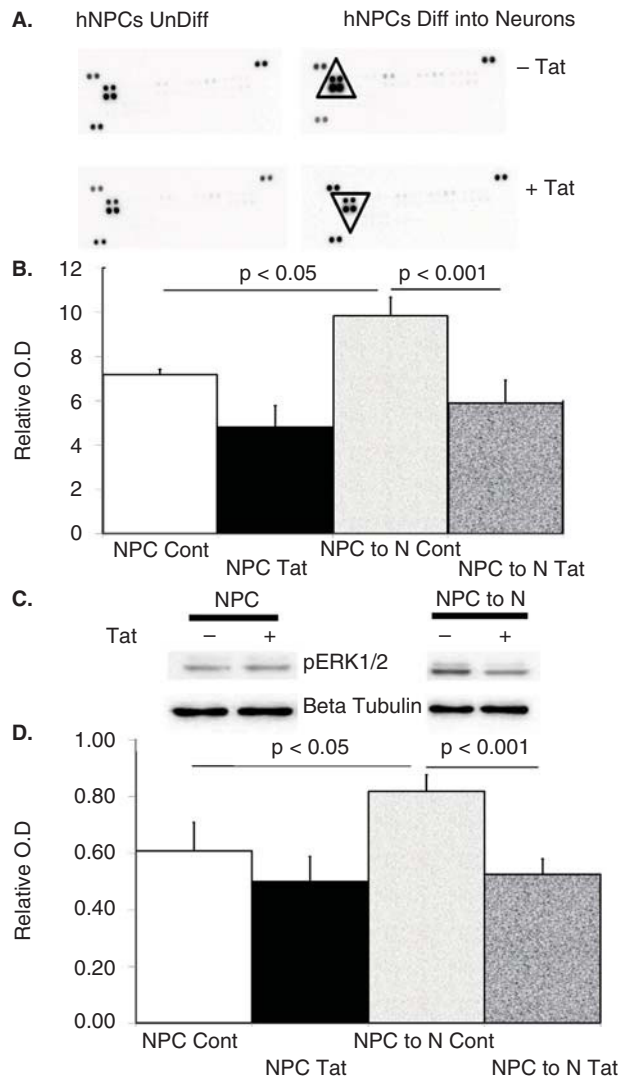 A. hNPCs UnDiff hNPCs Diff into Neurons
– Tat
+ Tat
B.
12
10
8
6
4
2
0
Relative O.D
p < 0.05 p < 0.001
NPC Cont NPC to N Cont
NPC Tat NPC to N Tat
C. NPC NPC to N
Tat – + – +
pERK1/2
Beta Tubulin
D.
1.00
0.80
0.60
0.40
0.20
0.00
Relative O.D
p < 0.05 p < 0.001
NPC Cont NPC to N Cont
NPC Tat NPC to N Tat